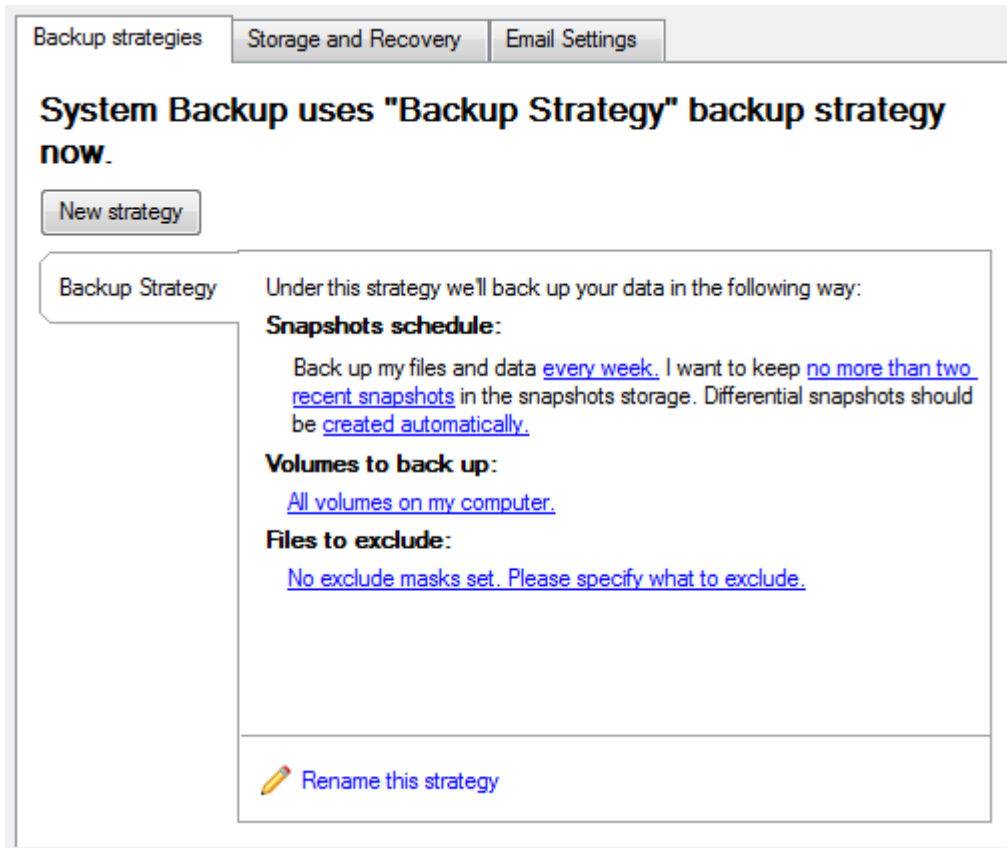 Backup strategies
Storage and Recovery
Email Settings
System Backup uses "Backup Strategy" backup strategy
now.
New strategy
Backup Strategy
Under this strategy we'll back up your data in the following way:
Snapshots schedule:
Back up my files and data every week. I want to keep no more than two
recent snapshots in the snapshots storage. Differential snapshots should
be created automatically.
Volumes to back up:
All volumes on my computer.
Files to exclude:
No exclude masks set. Please specify what to exclude.
Rename this strategy